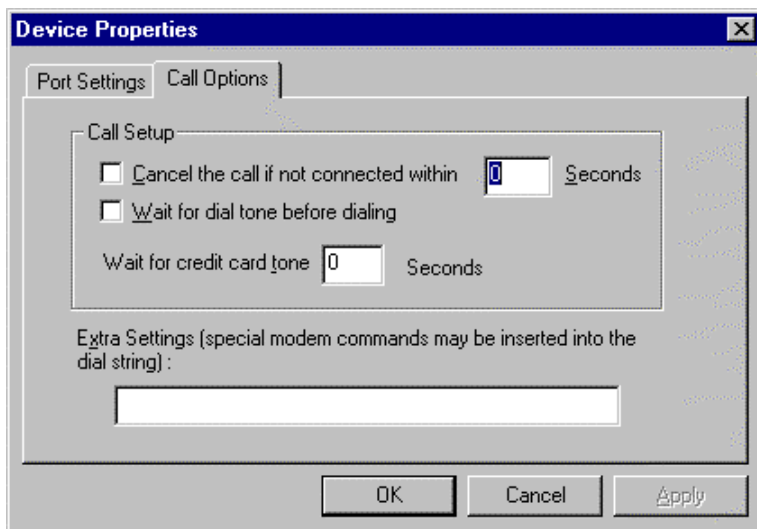 Device Properties
Port Settings Call Options
Call Setup
Cancel the call if not connected within 0 Seconds
Wait for dial tone before dialing
Wait for credit card tone 0 Seconds
Extra Settings (special modem commands may be inserted into the
dial string) :
OK Cancel Apply